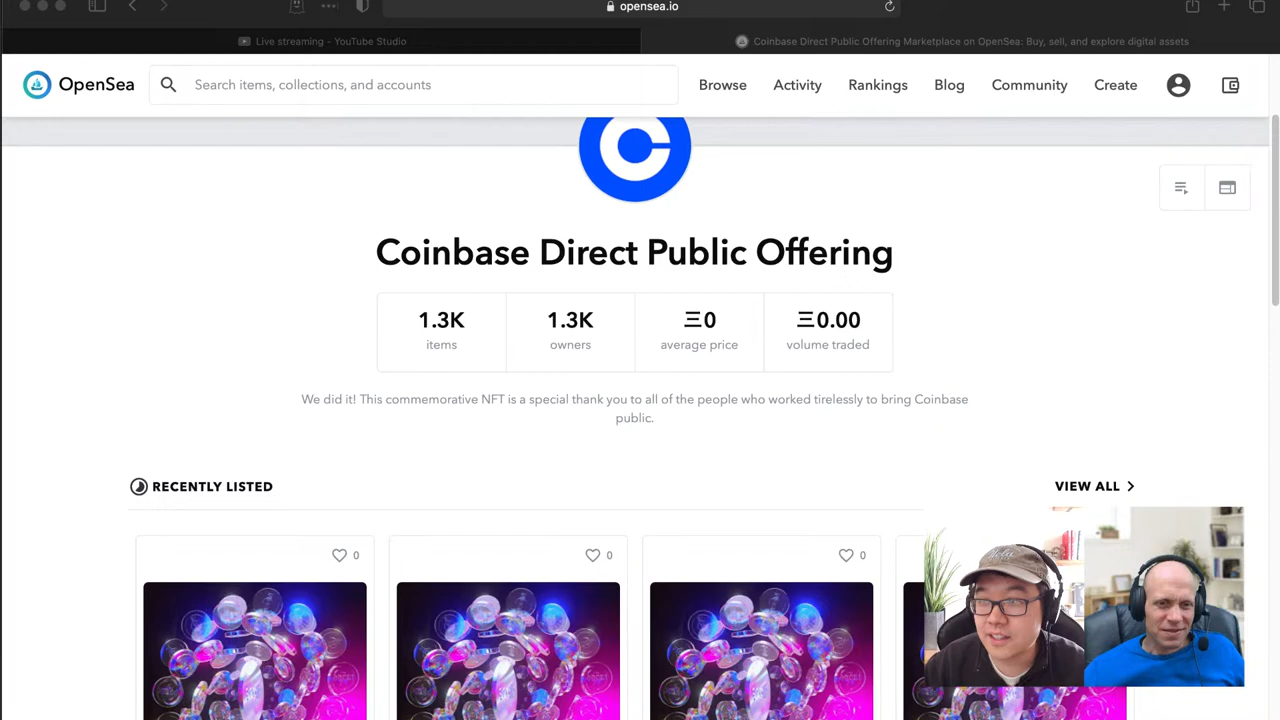 opensea.io
Live streaming - YouTube Studio
Coinbase Direct Public Offering Marketplace on OpenSea: Buy, sell, and explore digital assets
OpenSea
Search items, collections, and accounts
Browse
Activity
Rankings
Blog
Community
Create
Coinbase Direct Public Offering
1.3K
1.3K
Ξ0
Ξ0.00
items
owners
average price
volume traded
We did it! This commemorative NFT is a special thank you to all of the people who worked tirelessly to bring Coinbase
public.
RECENTLY LISTED
VIEW ALL
0
0
0